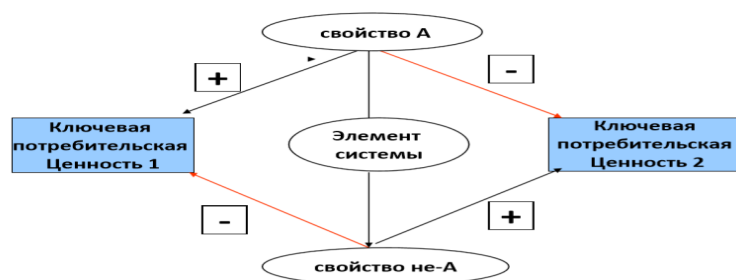 свойство А
+
-
Ключевая
потребительская
Ценность 1
Элемент
системы
Ключевая
потребительская
Ценность 2
-
+
свойство не-А